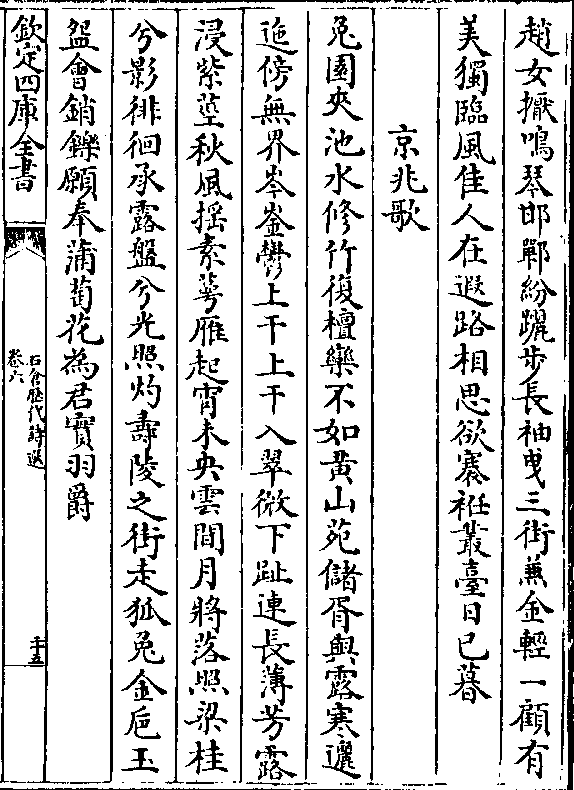 趙女擫鳴琴邯鄲紛躧歩長袖曳三街兼金輕一顧有
美獨臨風佳人在遐路相思欲褰袵叢臺日已暮
京兆歌
兔園夾池水修竹復檀欒不如黄山苑儲胥與露寒邐
迤傍無界岑崟鬱上干上干入翠微下趾連長薄芳露
浸紫莖秋風揺素蕚雁起宵未央雲間月將落照梁桂
兮影徘徊承露盤兮光照灼壽陵之街走狐兔金巵玉
盌會銷鑠願奉蒲萄花為君實羽爵
欽定四庫全書
石倉歴代詩選
卷六
三十五